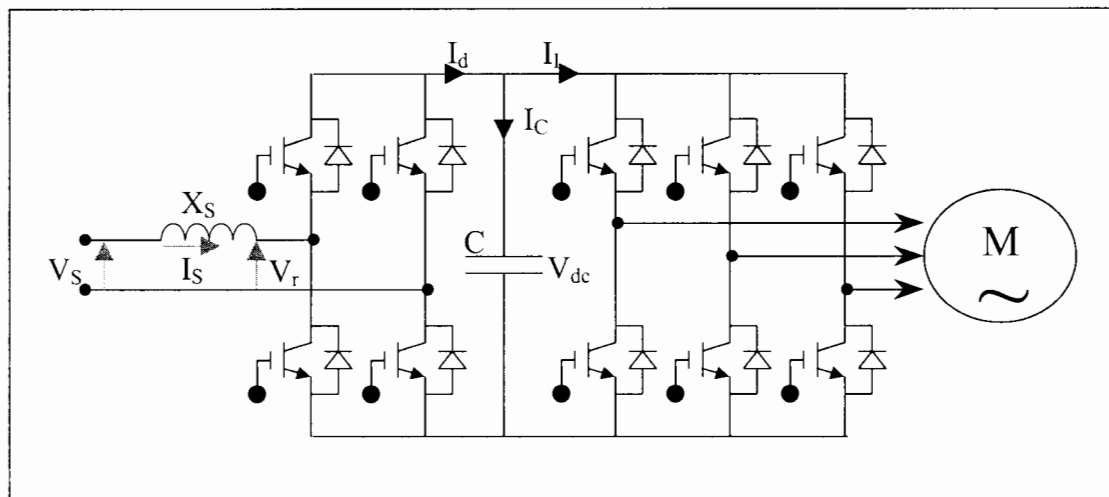 I_d I_l
I_C
X_S
V_S I_S V_r
C V_dc
M
~